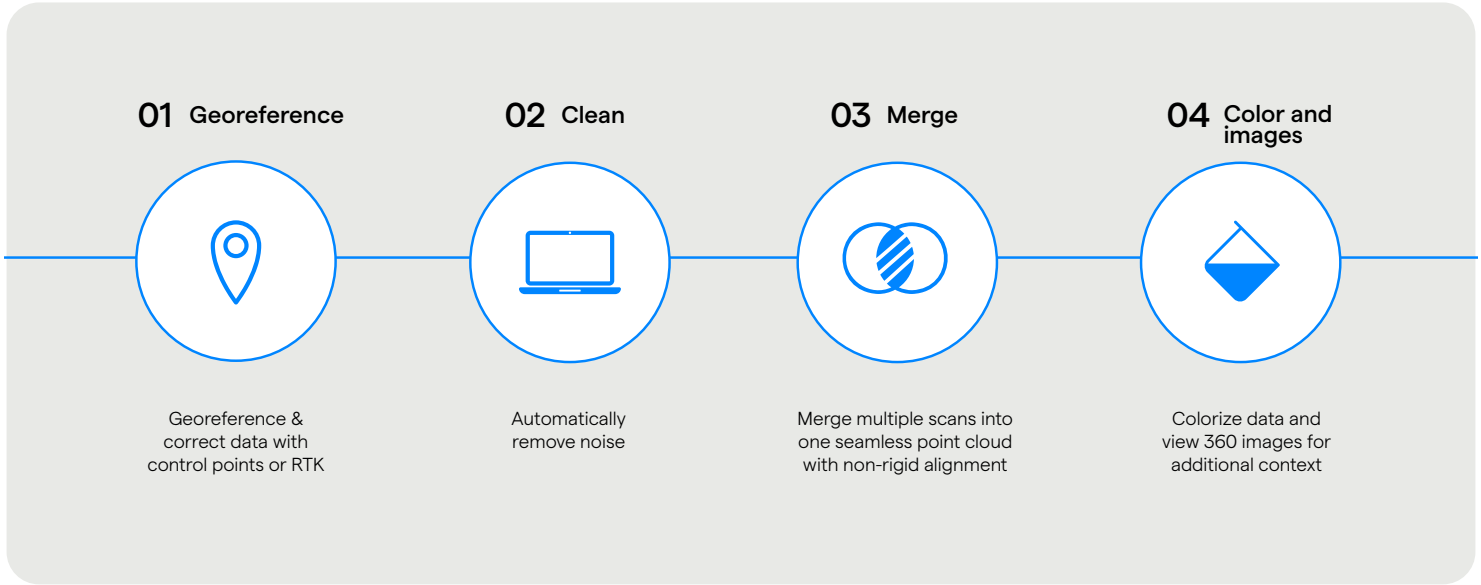 01 Georeference
Georeference &
correct data with
control points or RTK
02 Clean
Automatically
remove noise
03 Merge
Merge multiple scans into
one seamless point cloud
with non-rigid alignment
04 Color and
images
Colorize data and
view 360 images for
additional context